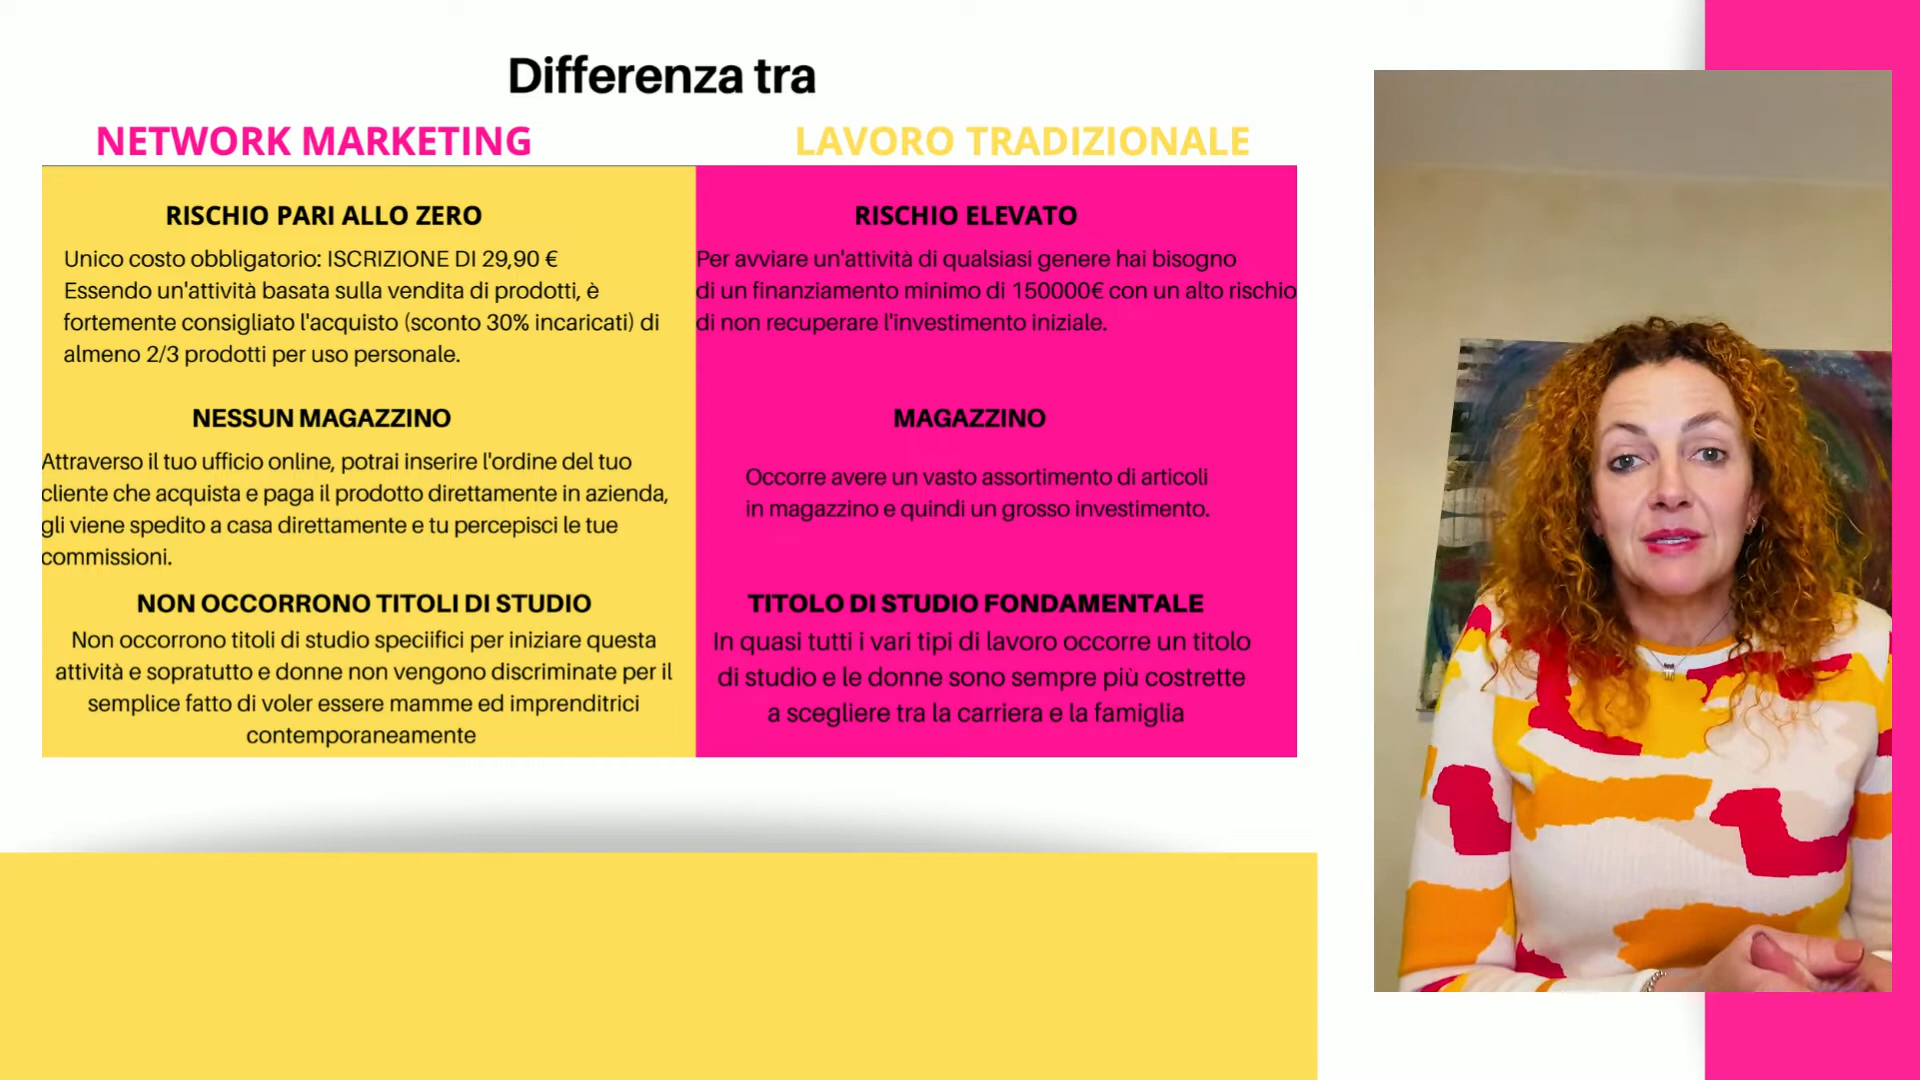 Differenza tra
NETWORK MARKETING
LAVORO TRADIZIONALE
RISCHIO PARI ALLO ZERO
Unico costo obbligatorio: ISCRIZIONE DI 29,90 €
Essendo un'attività basata sulla vendita di prodotti, è
fortemente consigliato l'acquisto (sconto 30% incaricati) di
almeno 2/3 prodotti per uso personale.
NESSUN MAGAZZINO
Attraverso il tuo ufficio online, potrai inserire l'ordine del tuo
cliente che acquista e paga il prodotto direttamente in azienda,
gli viene spedito a casa direttamente e tu percepisci le tue
commissioni.
NON OCCORRONO TITOLI DI STUDIO
Non occorrono titoli di studio speciifici per iniziare questa
attività e sopratutto e donne non vengono discriminate per il
semplice fatto di voler essere mamme ed imprenditrici
contemporaneamente
RISCHIO ELEVATO
Per avviare un'attività di qualsiasi genere hai bisogno
di un finanziamento minimo di 150000€ con un alto rischio
di non recuperare l'investimento iniziale.
MAGAZZINO
Occorre avere un vasto assortimento di articoli
in magazzino e quindi un grosso investimento.
TITOLO DI STUDIO FONDAMENTALE
In quasi tutti i vari tipi di lavoro occorre un titolo
di studio e le donne sono sempre più costrette
a scegliere tra la carriera e la famiglia